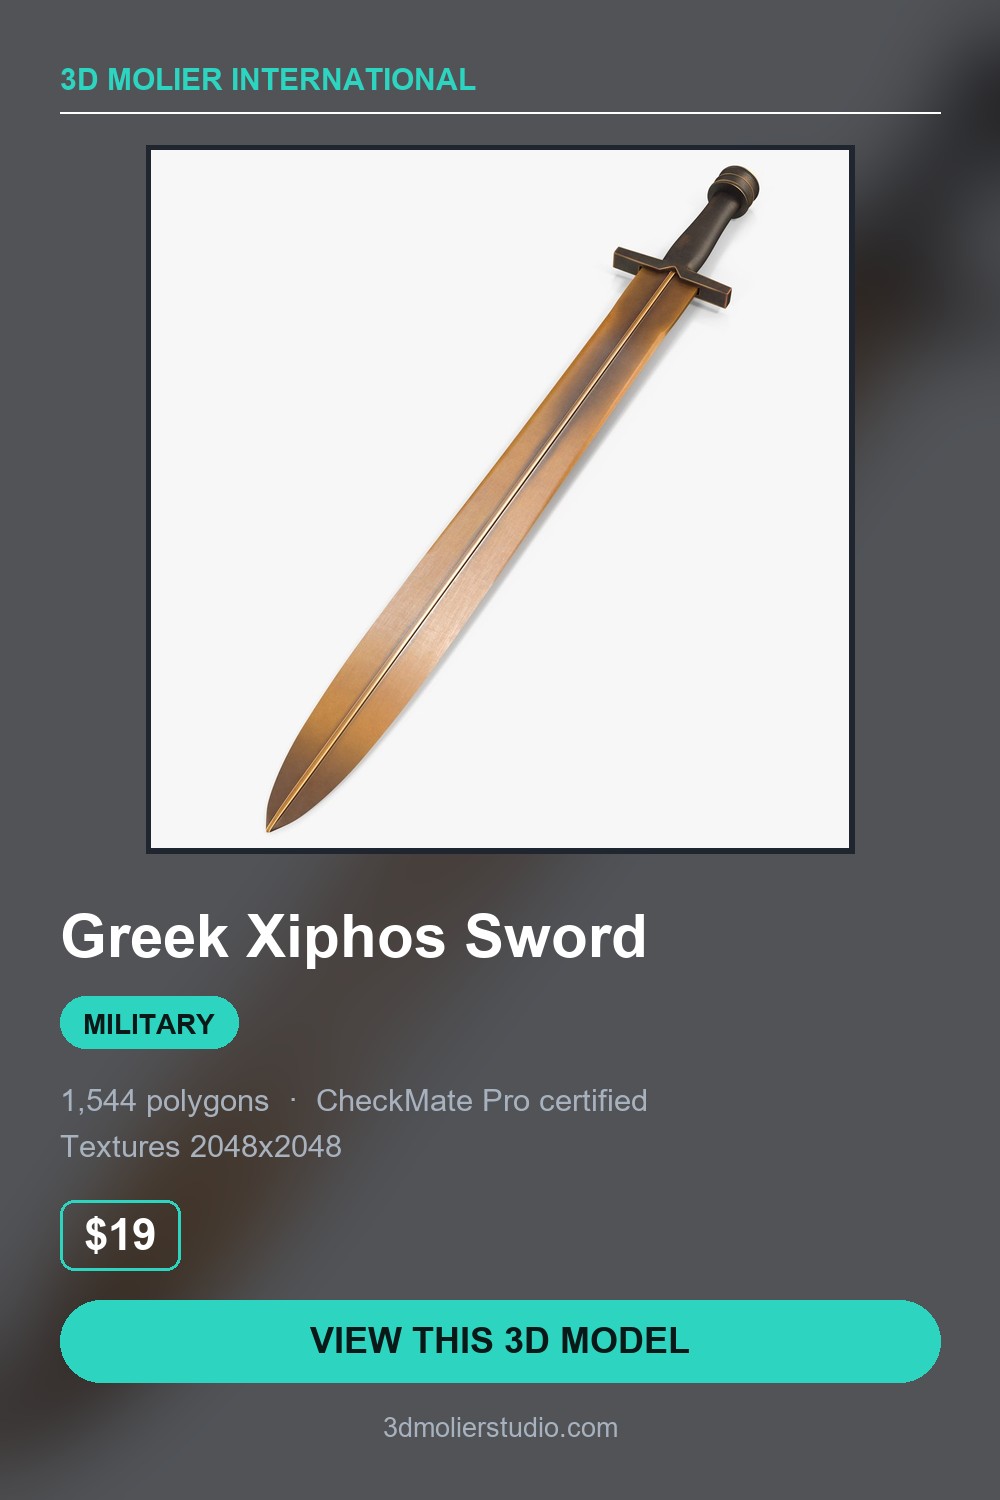 3D MOLIER INTERNATIONAL
Greek Xiphos Sword
MILITARY
1,544 polygons · CheckMate Pro certified
Textures 2048x2048
$19
VIEW THIS 3D MODEL
3dmolierstudio.com